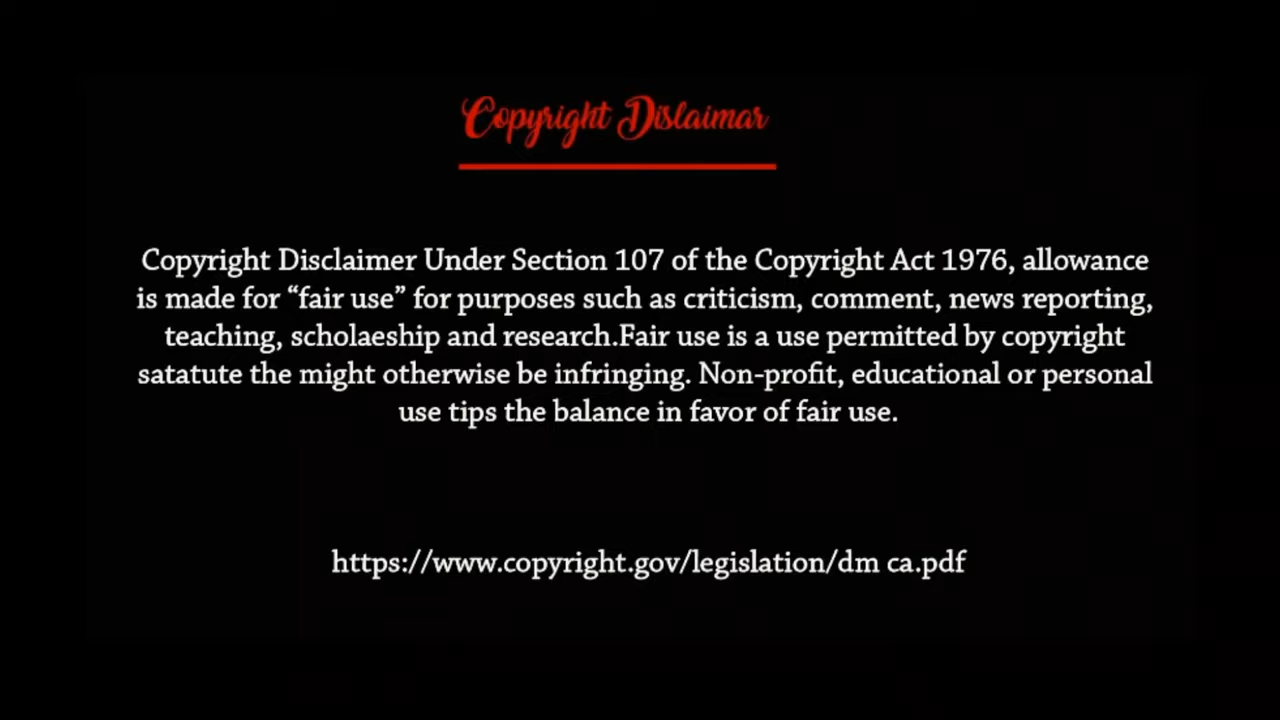 Copyright Dislaimar
Copyright Disclaimer Under Section 107 of the Copyright Act 1976, allowance
is made for “fair use” for purposes such as criticism, comment, news reporting,
teaching, scholaeship and research.Fair use is a use permitted by copyright
satatute the might otherwise be infringing. Non-profit, educational or personal
use tips the balance in favor of fair use.
https://www.copyright.gov/legislation/dm ca.pdf